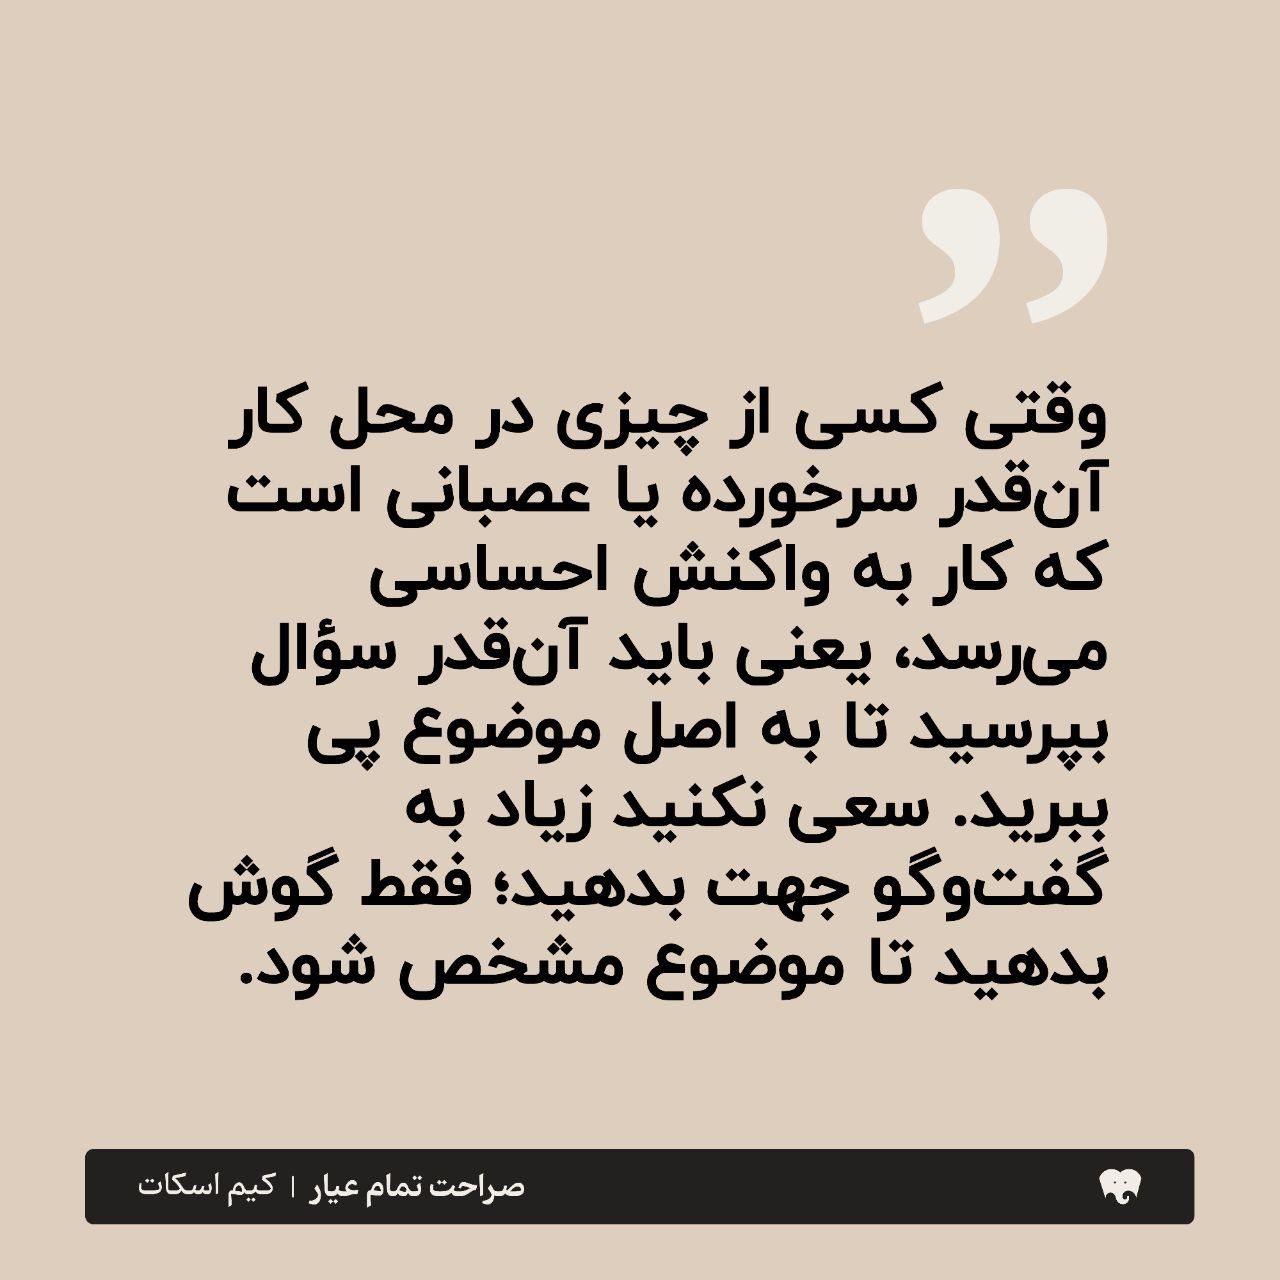 وقتی کسی از چیزی در محل کار
آن‌قدر سرخورده یا عصبانی است
که کار به واکنش احساسی
می‌رسد، یعنی باید آن‌قدر سؤال
بپرسید تا به اصل موضوع پی
ببرید. سعی نکنید زیاد به
گفت‌وگو جهت بدهید؛ فقط گوش
بدهید تا موضوع مشخص شود.
صراحت تمام عیار | کیم اسکات